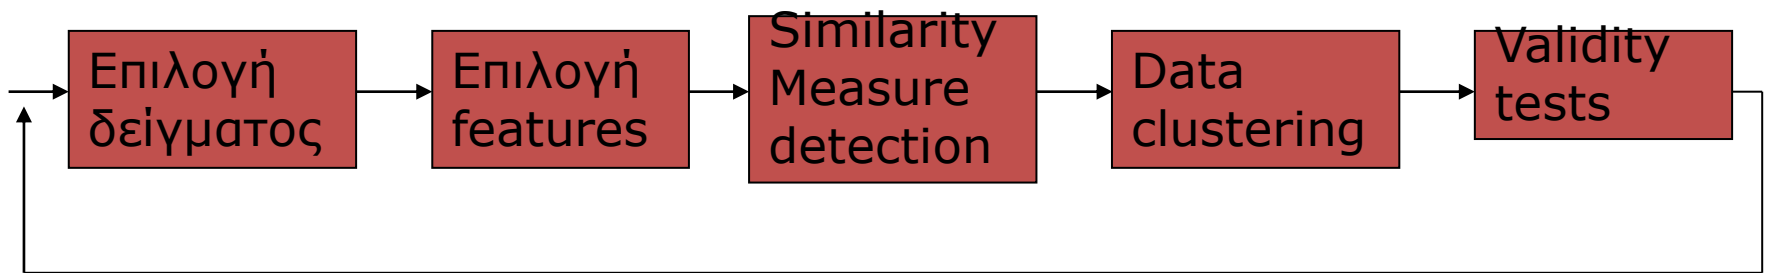 Επιλογή
δείγματος
Επιλογή
features
Similarity
Measure
detection
Data
clustering
Validity
tests